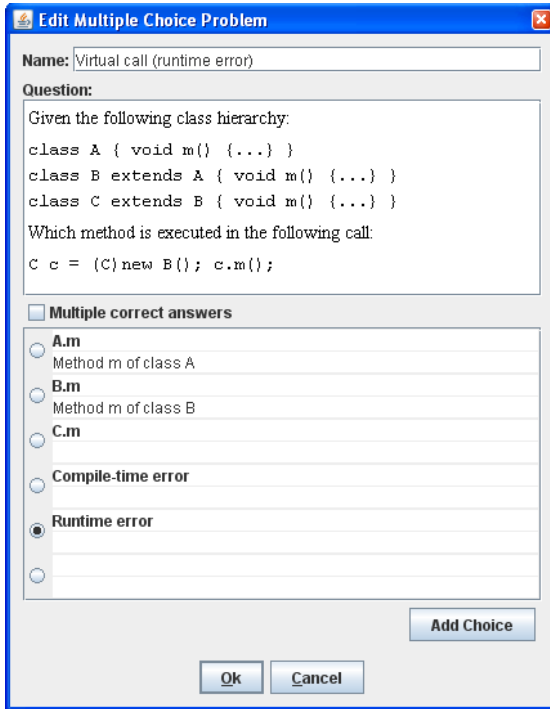 Edit Multiple Choice Problem
Name: Virtual call (runtime error)
Question:
Given the following class hierarchy:
class A { void m() {...} }
class B extends A { void m() {...} }
class C extends B { void m() {...} }
Which method is executed in the following call:
C c = (C)new B(); c.m();
Multiple correct answers
A.m
Method m of class A
B.m
Method m of class B
C.m
Compile-time error
Runtime error
Add Choice
Ok Cancel